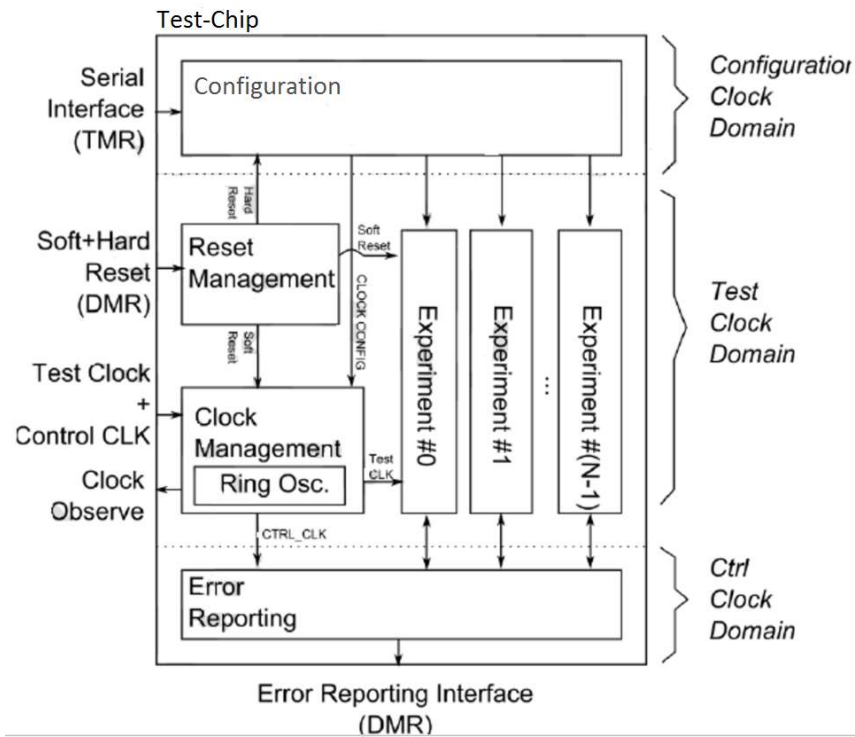 Test-Chip
Serial
Interface
(TMR)
Configuration
Configuration
Clock
Domain
Hard
Reset
Soft+Hard
Reset
(DMR)
Reset
Management
Soft
Reset
CLOCK CONFIG
Soft
Reset
Experiment #0
Experiment #1
...
Experiment #(N-1)
Test
Clock
Domain
Test Clock
+
Control CLK
Clock
Observe
Clock
Management
Ring Osc.
Test
CLK
CTRL_CLK
Error
Reporting
Ctrl
Clock
Domain
Error Reporting Interface
(DMR)